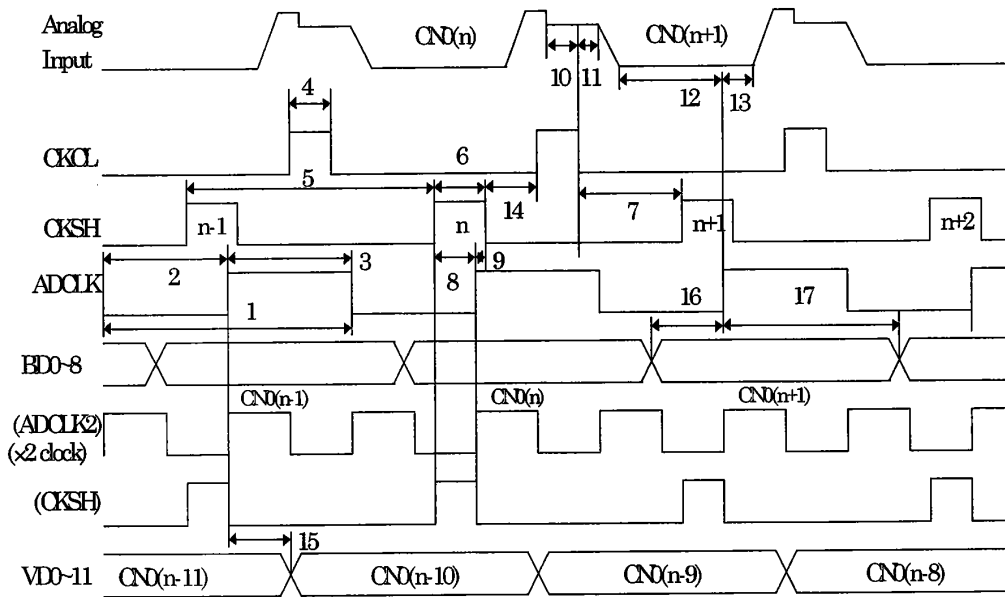 Analog
Input
CN0(n)
CN0(n+1)
10
11
12
13
4
CKCL
5
6
14
7
CKSH
n-1
n
n+1
n+2
2
3
8
9
ADCLK
1
16
17
BD0~8
CN0(n-1)
CN0(n)
CN0(n+1)
(ADCLK2)
(×2 clock)
(CKSH)
15
VD0~11
CN0(n-11)
CN0(n-10)
CN0(n-9)
CN0(n-8)